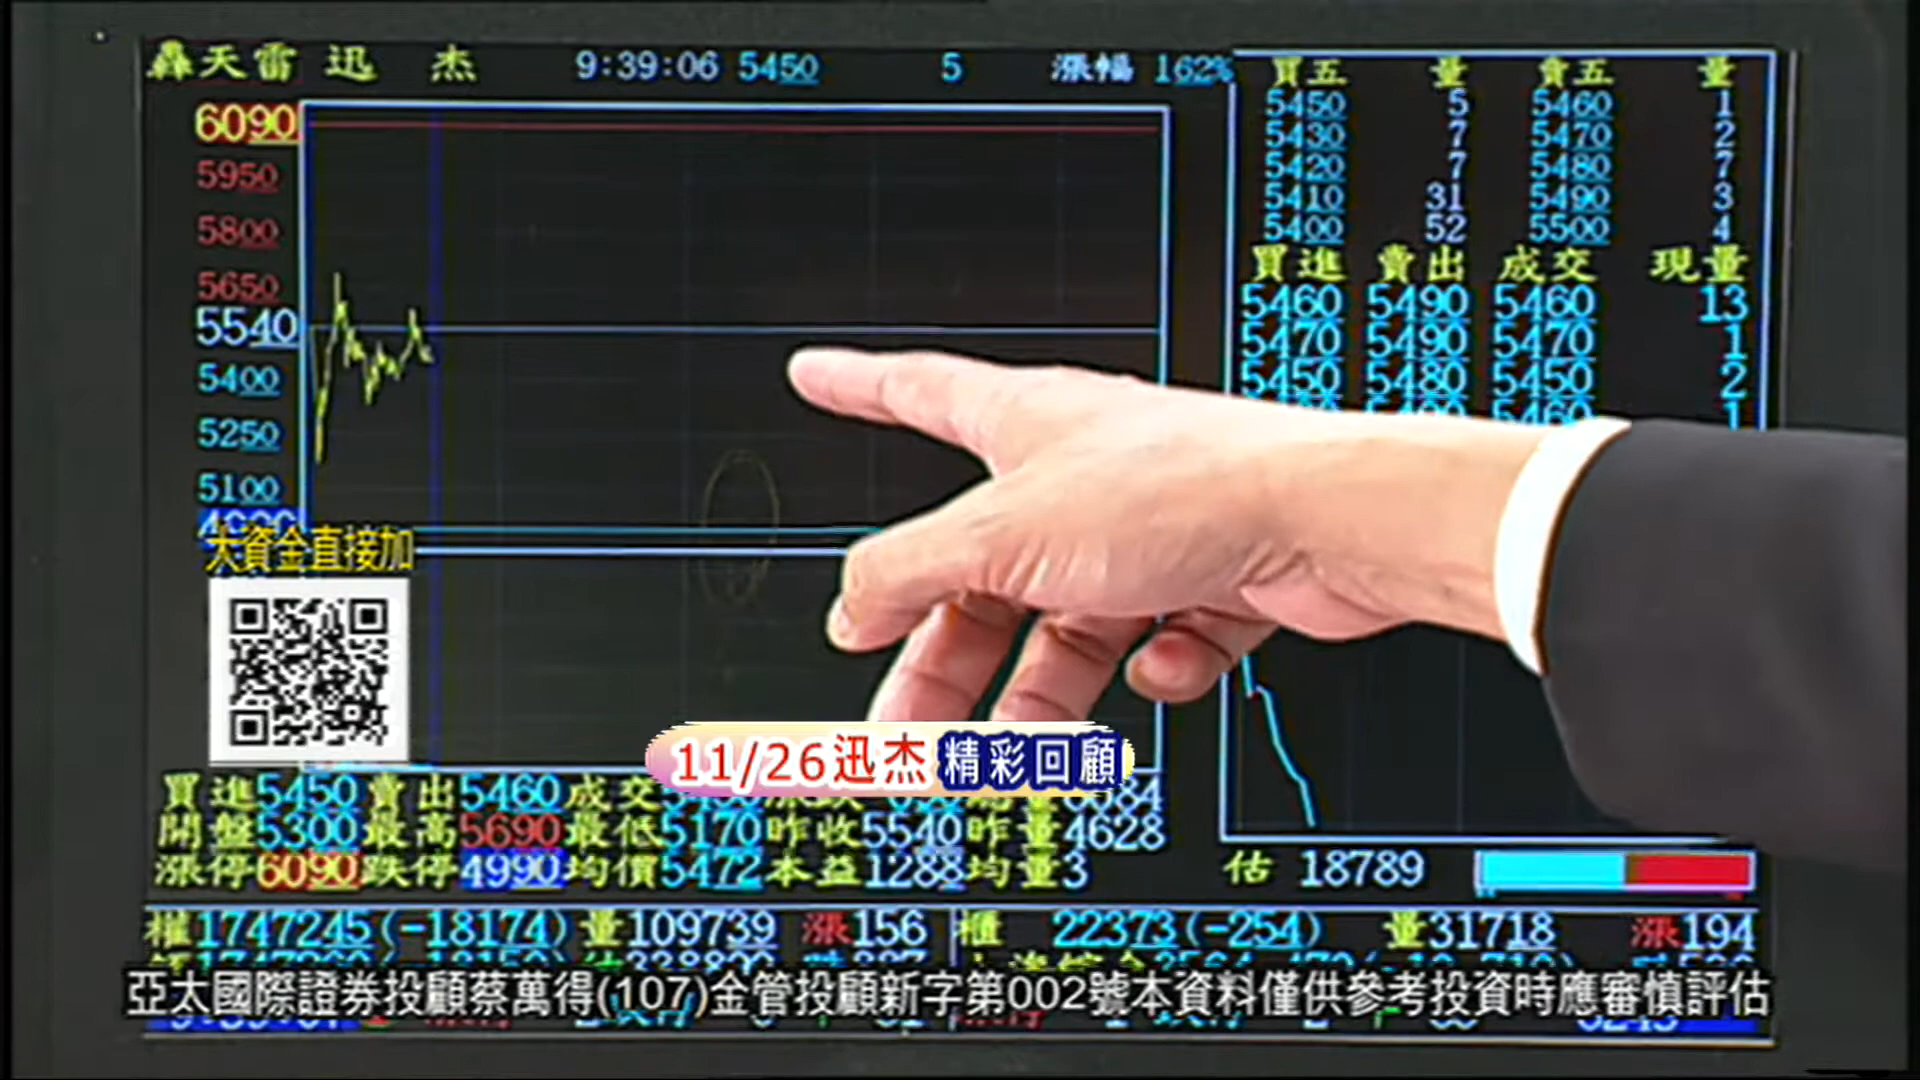 轟天雷 迅 杰 9:39:06 5450 5 漲幅 162%
買五 量 賣五 量
5450 5 5460 1
5430 7 5470 2
5420 7 5480 7
5410 31 5490 3
5400 52 5500 4
買進 賣出 成交 現量
5460 5490 5460 13
5470 5490 5470 1
5450 5480 5450 2
6090
5950
5800
5650
5540
5400
5250
5100
大資金直接加
11/26迅杰 精彩回顧
買進5450賣出5460成交
開盤5300最高5690最低5170昨收5540昨量4628
漲停6090跌停4990均價5472本益1288均量3
估 18789
權1747245(-18174)量109739 漲156
櫃 22373(-254) 量31718 漲194
亞太國際證券投顧蔡萬得(107)金管投顧新字第002號本資料僅供參考投資時應審慎評估